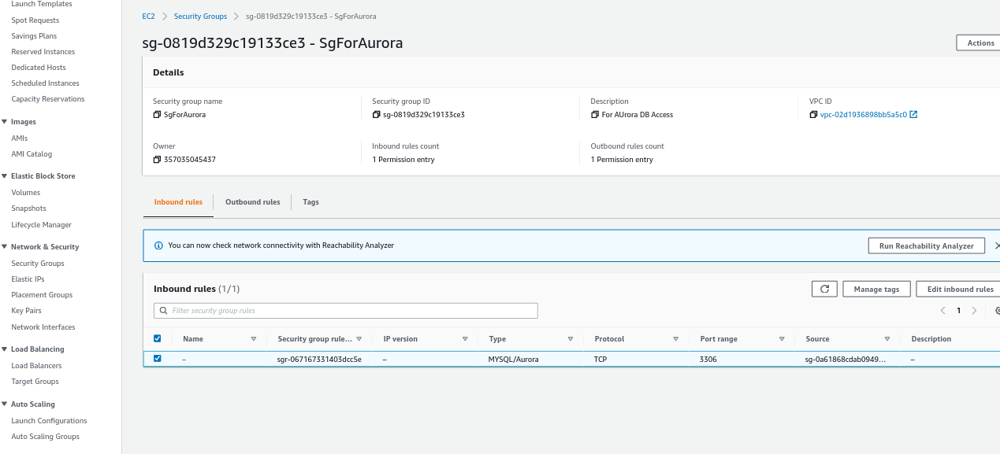 Launch Templates
Spot Requests
Savings Plans
Reserved Instances
Dedicated Hosts
Scheduled Instances
Capacity Reservations
Images
AMIs
AMI Catalog
Elastic Block Store
Volumes
Snapshots
Lifecycle Manager
Network & Security
Security Groups
Elastic IPs
Placement Groups
Key Pairs
Network Interfaces
Load Balancing
Load Balancers
Target Groups
Auto Scaling
Launch Configurations
Auto Scaling Groups
EC2 Security Groups sg-0819d329c19133ce3 - SgForAurora
sg-0819d329c19133ce3 - SgForAurora
Actions
Details
Security group name
SgForAurora
Security group ID
sg-0819d329c19133ce3
Description
For AUrora DB Access
VPC ID
vpc-02d1936898bb5a5c0
Owner
357035045437
Inbound rules count
1 Permission entry
Outbound rules count
1 Permission entry
Inbound rules Outbound rules Tags
You can now check network connectivity with Reachability Analyzer
Run Reachability Analyzer
Inbound rules (1/1)
Manage tags
Edit inbound rules
Filter security group rules
1
Name Security group rule... IP version Type Protocol Port range Source Description
– sgr-067167331403dcc5e – MYSQL/Aurora TCP 3306 sg-0a61868cdab0949... –